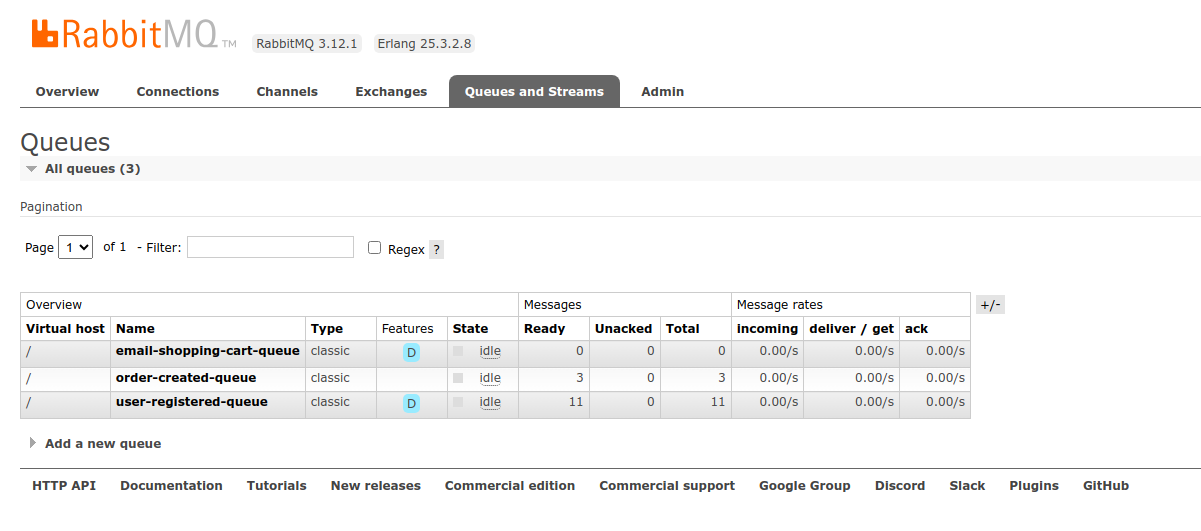 RabbitMQ TM RabbitMQ 3.12.1 Erlang 25.3.2.8
Overview Connections Channels Exchanges Queues and Streams Admin
Queues
All queues (3)
Pagination
Page 1 of 1 - Filter: Regex ?
Overview Messages Message rates +/-
Virtual host Name Type Features State Ready Unacked Total incoming deliver / get ack
/ email-shopping-cart-queue classic D idle 0 0 0 0.00/s 0.00/s 0.00/s
/ order-created-queue classic idle 3 0 3 0.00/s 0.00/s 0.00/s
/ user-registered-queue classic D idle 11 0 11 0.00/s 0.00/s 0.00/s
Add a new queue
HTTP API Documentation Tutorials New releases Commercial edition Commercial support Google Group Discord Slack Plugins GitHub